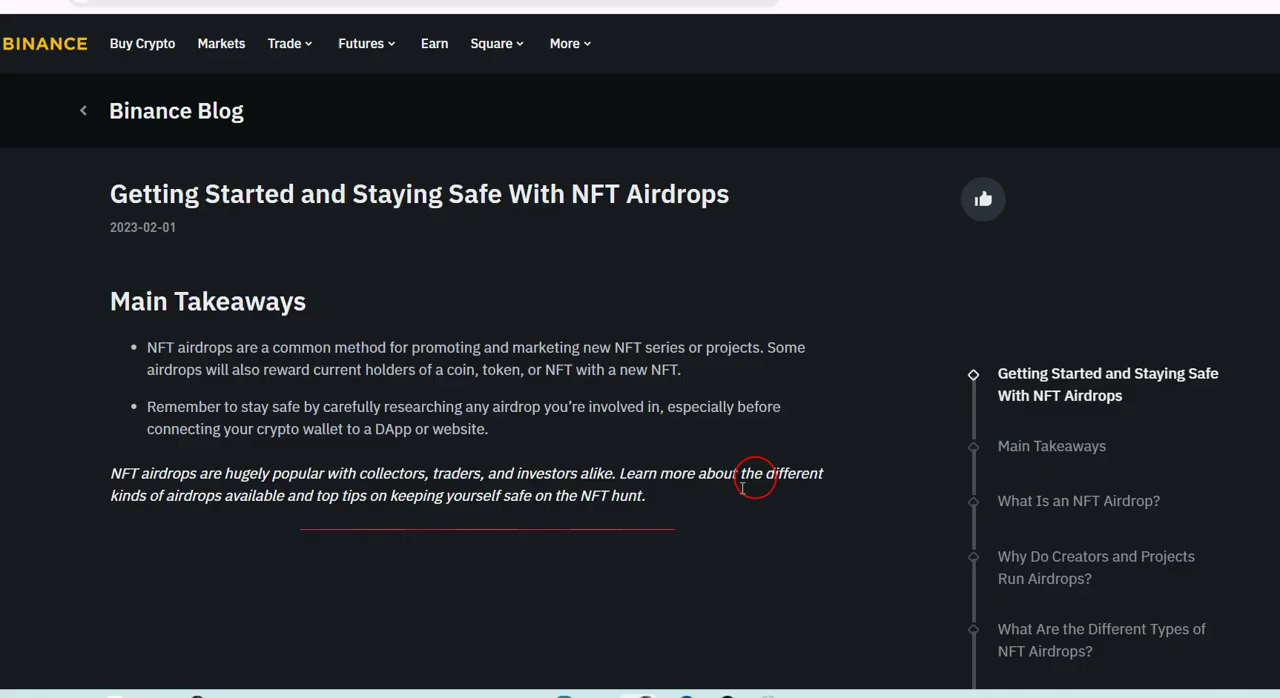 BINANCE Buy Crypto Markets Trade Futures Earn Square More
Binance Blog
Getting Started and Staying Safe With NFT Airdrops
2023-02-01
Main Takeaways
NFT airdrops are a common method for promoting and marketing new NFT series or projects. Some
airdrops will also reward current holders of a coin, token, or NFT with a new NFT.
Remember to stay safe by carefully researching any airdrop you’re involved in, especially before
connecting your crypto wallet to a DApp or website.
NFT airdrops are hugely popular with collectors, traders, and investors alike. Learn more about the different
kinds of airdrops available and top tips on keeping yourself safe on the NFT hunt.
Getting Started and Staying Safe
With NFT Airdrops
Main Takeaways
What Is an NFT Airdrop?
Why Do Creators and Projects
Run Airdrops?
What Are the Different Types of
NFT Airdrops?